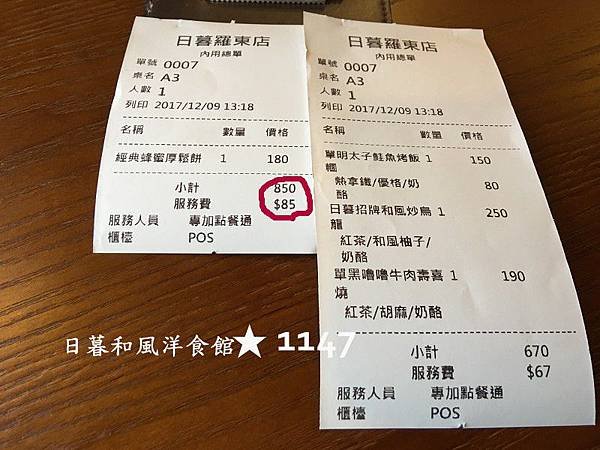 日暮羅東店
內用總單
單號 0007
桌名 A3
人數 1
列印 2017/12/09 13:18
名稱 數量 價格
經典蜂蜜厚鬆餅 1 180
小計 850
服務費 $85
服務人員 專加點餐通
櫃檯 POS
日暮羅東店
內用總單
單號 0007
桌名 A3
人數 1
列印 2017/12/09 13:18
名稱 數量 價格
單明太子鮭魚烤飯 1 150
糰
熱拿鐵/優格/奶 80
酪
日暮招牌和風炒烏 1 250
龍
紅茶/和風柚子/
奶酪
單黑嚕嚕牛肉壽喜 1 190
燒
紅茶/胡麻/奶酪
小計 670
服務費 $67
服務人員 專加點餐通
櫃檯 POS
日暮和風洋食館★ 1147